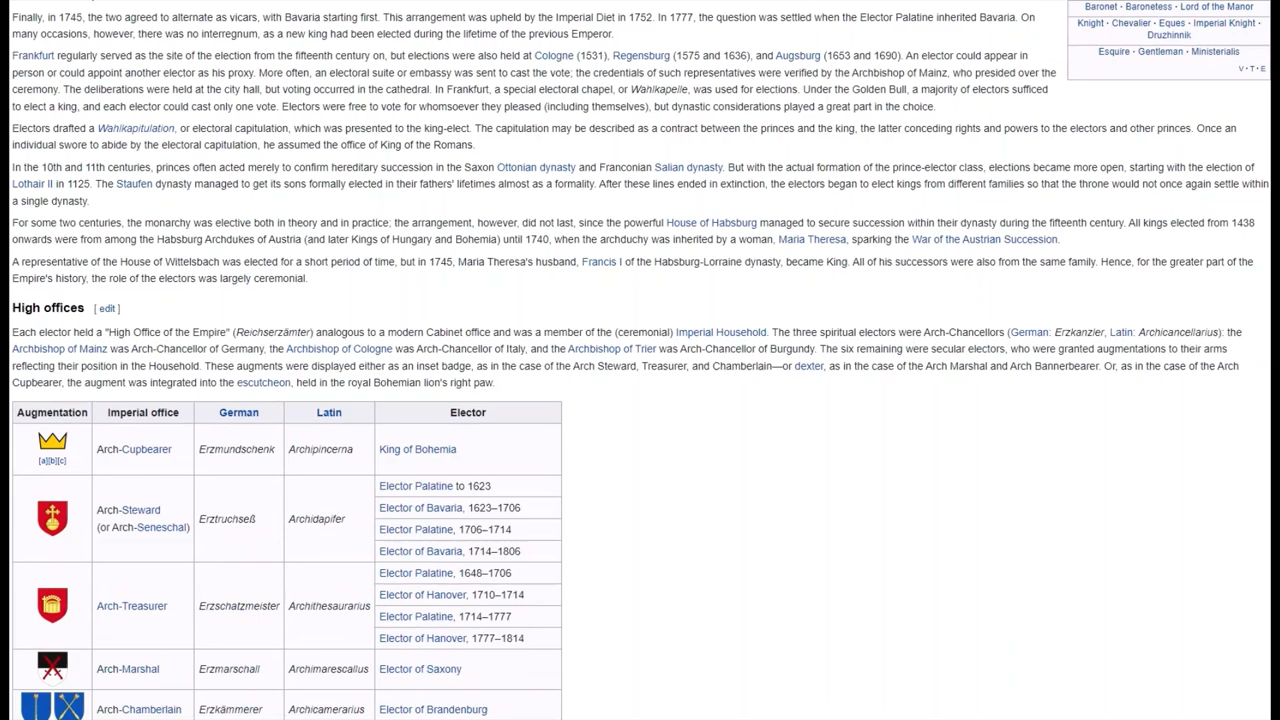 Finally, in 1745, the two agreed to alternate as vicars, with Bavaria starting first. This arrangement was upheld by the Imperial Diet in 1752. In 1777, the question was settled when the Elector Palatine inherited Bavaria. On
many occasions, however, there was no interregnum, as a new king had been elected during the lifetime of the previous Emperor.
Frankfurt regularly served as the site of the election from the fifteenth century on, but elections were also held at Cologne (1531), Regensburg (1575 and 1636), and Augsburg (1653 and 1690). An elector could appear in
person or could appoint another elector as his proxy. More often, an electoral suite or embassy was sent to cast the vote; the credentials of such representatives were verified by the Archbishop of Mainz, who presided over the
ceremony. The deliberations were held at the city hall, but voting occurred in the cathedral. In Frankfurt, a special electoral chapel, or Wahlkapelle, was used for elections. Under the Golden Bull, a majority of electors sufficed
to elect a king, and each elector could cast only one vote. Electors were free to vote for whomsoever they pleased (including themselves), but dynastic considerations played a great part in the choice.
Electors drafted a Wahlkapitulation, or electoral capitulation, which was presented to the king-elect. The capitulation may be described as a contract between the princes and the king, the latter conceding rights and powers to the electors and other princes. Once an
individual swore to abide by the electoral capitulation, he assumed the office of King of the Romans.
In the 10th and 11th centuries, princes often acted merely to confirm hereditary succession in the Saxon Ottonian dynasty and Franconian Salian dynasty. But with the actual formation of the prince-elector class, elections became more open, starting with the election of
Lothair II in 1125. The Staufen dynasty managed to get its sons formally elected in their fathers' lifetimes almost as a formality. After these lines ended in extinction, the electors began to elect kings from different families so that the throne would not once again settle within
a single dynasty.
For some two centuries, the monarchy was elective both in theory and in practice; the arrangement, however, did not last, since the powerful House of Habsburg managed to secure succession within their dynasty during the fifteenth century. All kings elected from 1438
onwards were from among the Habsburg Archdukes of Austria (and later Kings of Hungary and Bohemia) until 1740, when the archduchy was inherited by a woman, Maria Theresa, sparking the War of the Austrian Succession.
A representative of the House of Wittelsbach was elected for a short period of time, but in 1745, Maria Theresa's husband, Francis I of the Habsburg-Lorraine dynasty, became King. All of his successors were also from the same family. Hence, for the greater part of the
Empire's history, the role of the electors was largely ceremonial.
Baronet · Baronetess · Lord of the Manor
Knight · Chevalier · Eques · Imperial Knight ·
Druzhinnik
Esquire · Gentleman · Ministerialis
V · T · E
High offices [ edit ]
Each elector held a "High Office of the Empire" (Reichserzämter) analogous to a modern Cabinet office and was a member of the (ceremonial) Imperial Household. The three spiritual electors were Arch-Chancellors (German: Erzkanzler, Latin: Archicancellarius): the
Archbishop of Mainz was Arch-Chancellor of Germany, the Archbishop of Cologne was Arch-Chancellor of Italy, and the Archbishop of Trier was Arch-Chancellor of Burgundy. The six remaining were secular electors, who were granted augmentations to their arms
reflecting their position in the Household. These augments were displayed either as an inset badge, as in the case of the Arch Steward, Treasurer, and Chamberlain—or dexter, as in the case of the Arch Marshal and Arch Bannerbearer. Or, as in the case of the Arch
Cupbearer, the augment was integrated into the escutcheon, held in the royal Bohemian lion's right paw.
Augmentation Imperial office German Latin Elector
[a][b][c] Arch-Cupbearer Erzmundschenk Archipincerna King of Bohemia
Arch-Steward
(or Arch-Seneschal) Erztruchseß Archidapifer
Elector Palatine to 1623
Elector of Bavaria, 1623–1706
Elector Palatine, 1706–1714
Elector of Bavaria, 1714–1806
Arch-Treasurer Erzschatzmeister Archithesaurarius
Elector Palatine, 1648–1706
Elector of Hanover, 1710–1714
Elector Palatine, 1714–1777
Elector of Hanover, 1777–1814
Arch-Marshal Erzmarschall Archimarescallus Elector of Saxony
Arch-Chamberlain Erzkämmerer Archicamerarius Elector of Brandenburg